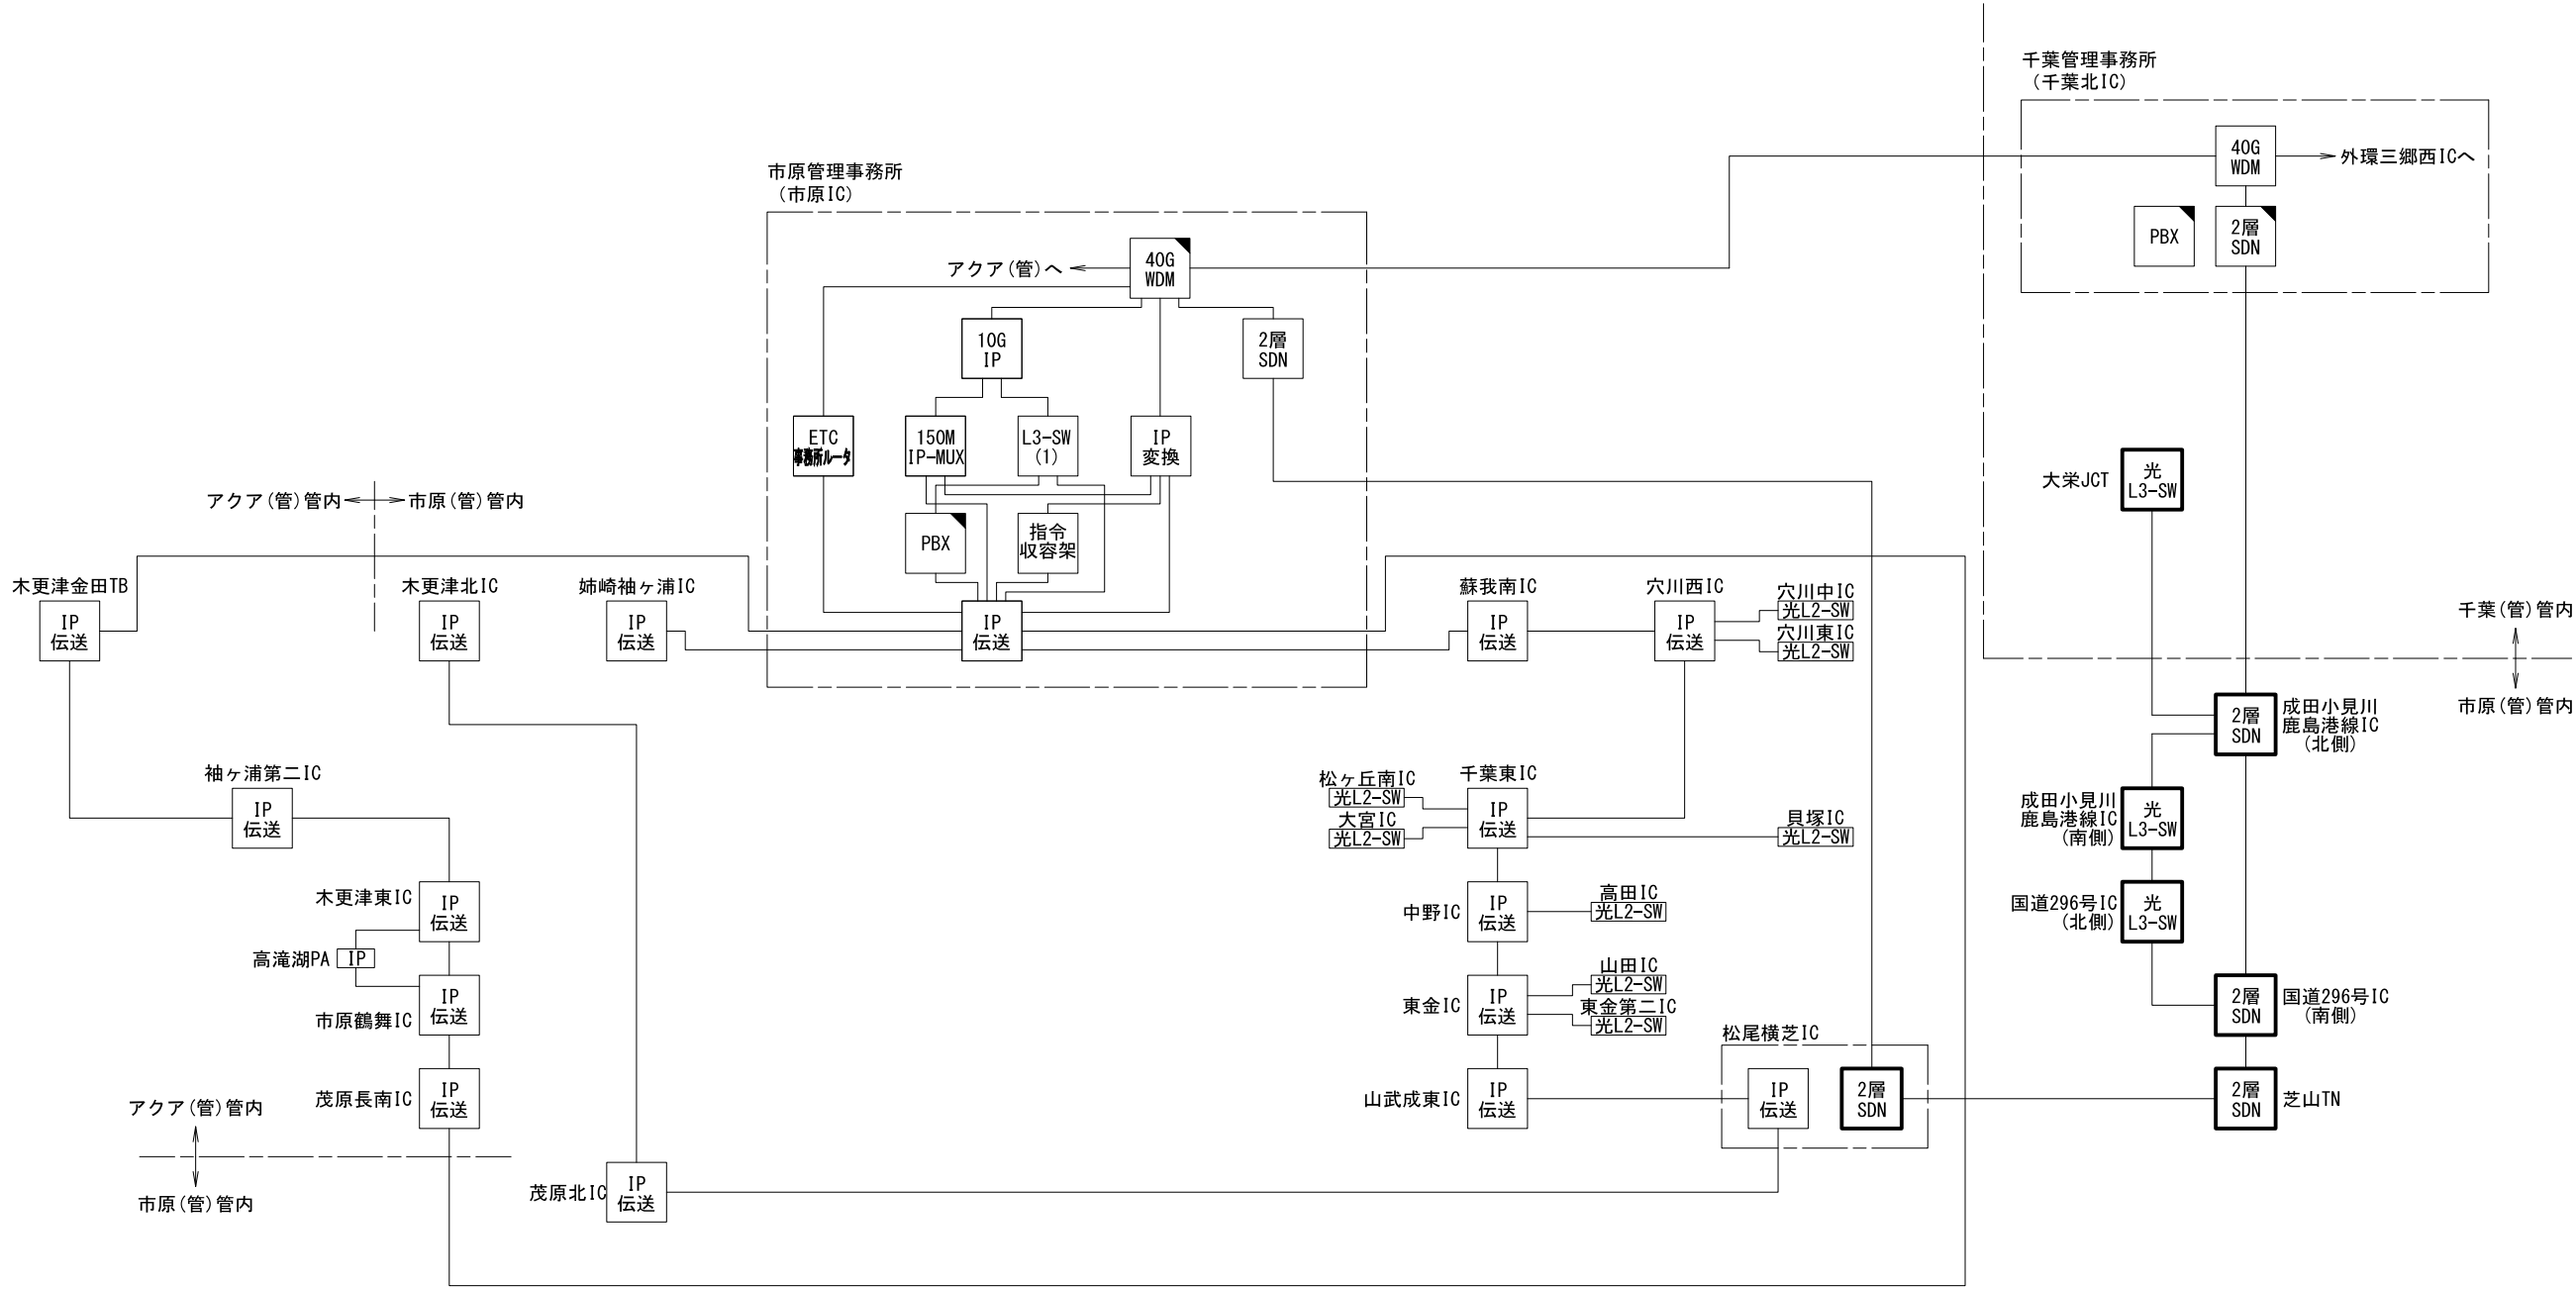 千葉管理事務所
(千葉北IC)
40G
WDM
外環三郷西ICへ
PBX
2層
SDN
市原管理事務所
(市原IC)
アクア(管)へ
40G
WDM
10G
IP
2層
SDN
ETC
事務所ルータ
150M
IP-MUX
L3-SW
(1)
IP
変換
PBX
指令
収容架
IP
伝送
大栄JCT
光
L3-SW
アクア(管)管内
市原(管)管内
木更津金田TB
IP
伝送
木更津北IC
IP
伝送
姉崎袖ヶ浦IC
IP
伝送
蘇我南IC
IP
伝送
穴川西IC
IP
伝送
穴川中IC
光L2-SW
穴川東IC
光L2-SW
千葉(管)管内
市原(管)管内
2層
SDN
成田小見川
鹿島港線IC
(北側)
袖ヶ浦第二IC
IP
伝送
松ヶ丘南IC
光L2-SW
大宮IC
光L2-SW
千葉東IC
IP
伝送
貝塚IC
光L2-SW
成田小見川
鹿島港線IC
(南側)
光
L3-SW
木更津東IC
IP
伝送
中野IC
IP
伝送
高田IC
光L2-SW
国道296号IC
(北側)
光
L3-SW
高滝湖PA
IP
市原鶴舞IC
IP
伝送
東金IC
IP
伝送
山田IC
光L2-SW
東金第二IC
光L2-SW
2層
SDN
国道296号IC
(南側)
松尾横芝IC
茂原長南IC
IP
伝送
山武成東IC
IP
伝送
IP
伝送
2層
SDN
2層
SDN
芝山TN
アクア(管)管内
市原(管)管内
茂原北IC
IP
伝送